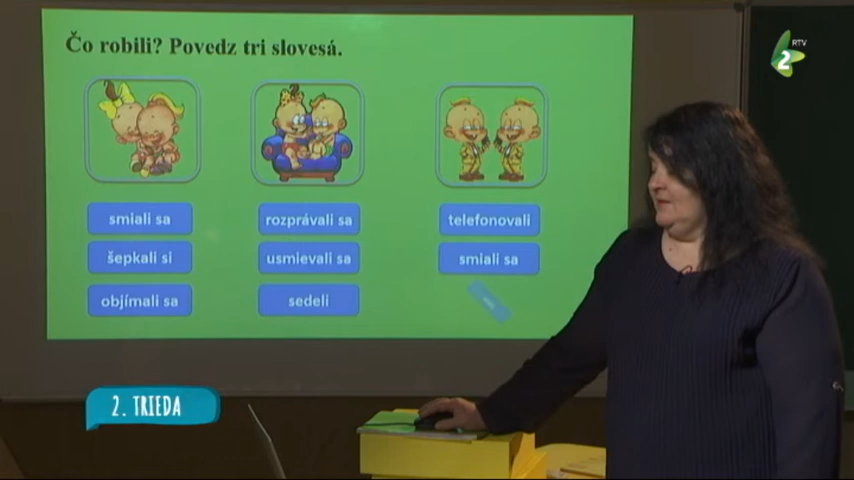 Čo robili? Povedz tri slovesá.
smiali sa
šepkali si
objímali sa
rozprávali sa
usmievali sa
sedeli
telefonovali
smiali sa
RTV
2
2. TRIEDA